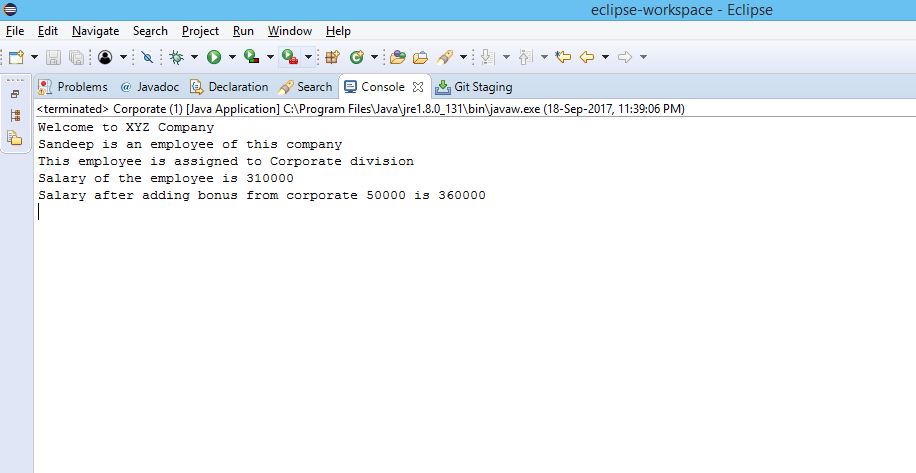 eclipse-workspace - Eclipse
File Edit Navigate Search Project Run Window Help
Problems @ Javadoc Declaration Search Console Git Staging
<terminated> Corporate (1) [Java Application] C:\Program Files\Java\jre1.8.0_131\bin\javaw.exe (18-Sep-2017, 11:39:06 PM)
Welcome to XYZ Company
Sandeep is an employee of this company
This employee is assigned to Corporate division
Salary of the employee is 310000
Salary after adding bonus from corporate 50000 is 360000